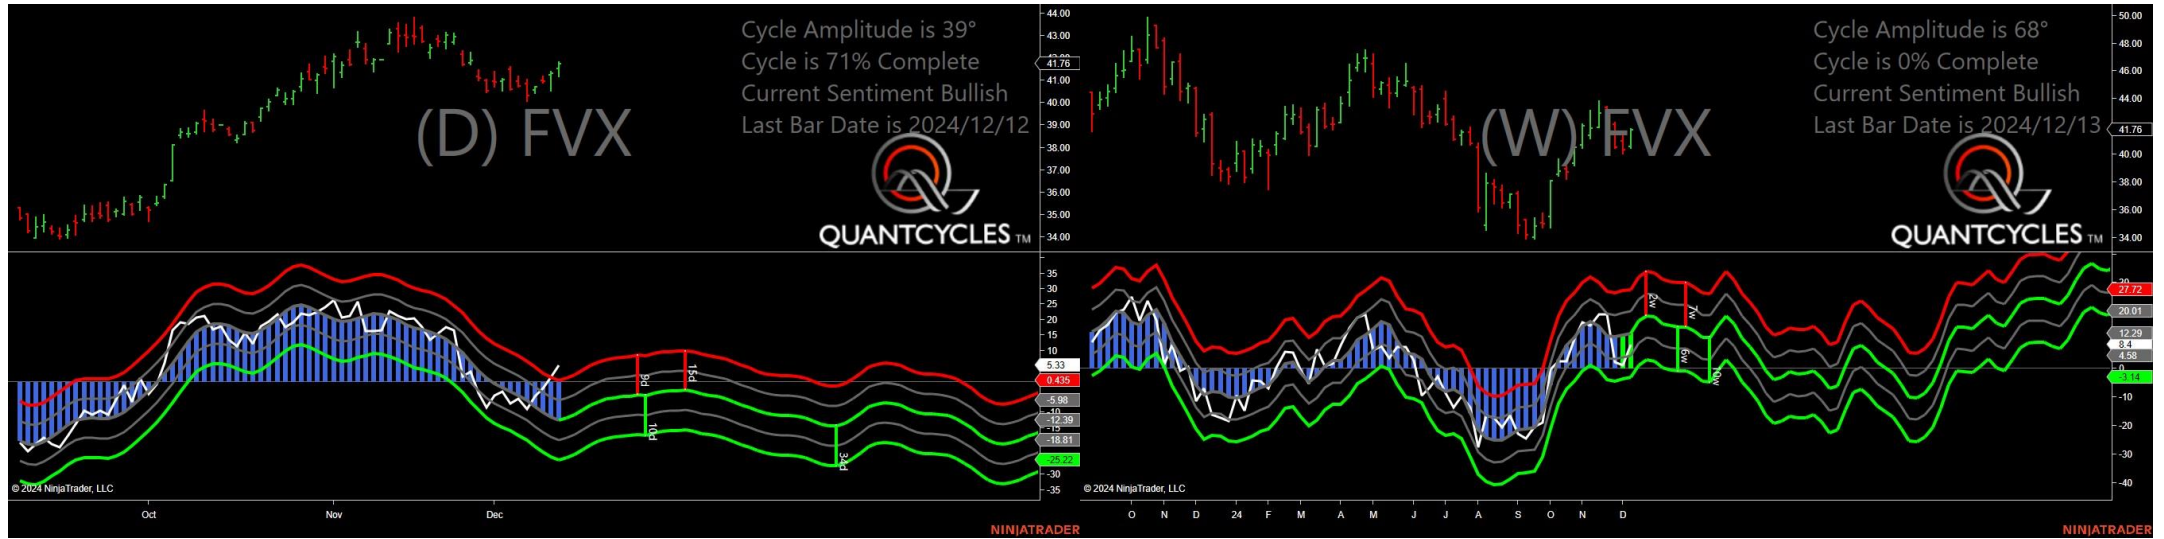 Cycle Amplitude is 39°
Cycle is 71% Complete
Current Sentiment Bullish
Last Bar Date is 2024/12/12
(D) FVX
QUANTCYCLES TM
44.00
43.00
41.76
41.00
40.00
39.00
38.00
37.00
36.00
35.00
34.00
35
30
25
20
15
10
5.33
0.435
-5.98
-10
-12.39
-15
-18.81
-25.22
-30
-35
9d
15d
10d
34d
© 2024 NinjaTrader, LLC
Oct
Nov
Dec
NINJATRADER
Cycle Amplitude is 68°
Cycle is 0% Complete
Current Sentiment Bullish
Last Bar Date is 2024/12/13
(W) FVX
QUANTCYCLES TM
50.00
48.00
46.00
44.00
41.76
40.00
38.00
36.00
34.00
27.72
20.01
12.29
8.4
4.58
0
-3.14
-10
-20
-30
-40
2w
7w
6w
10w
© 2024 NinjaTrader, LLC
O N D 24 F M A M J J A S O N D
NINJATRADER